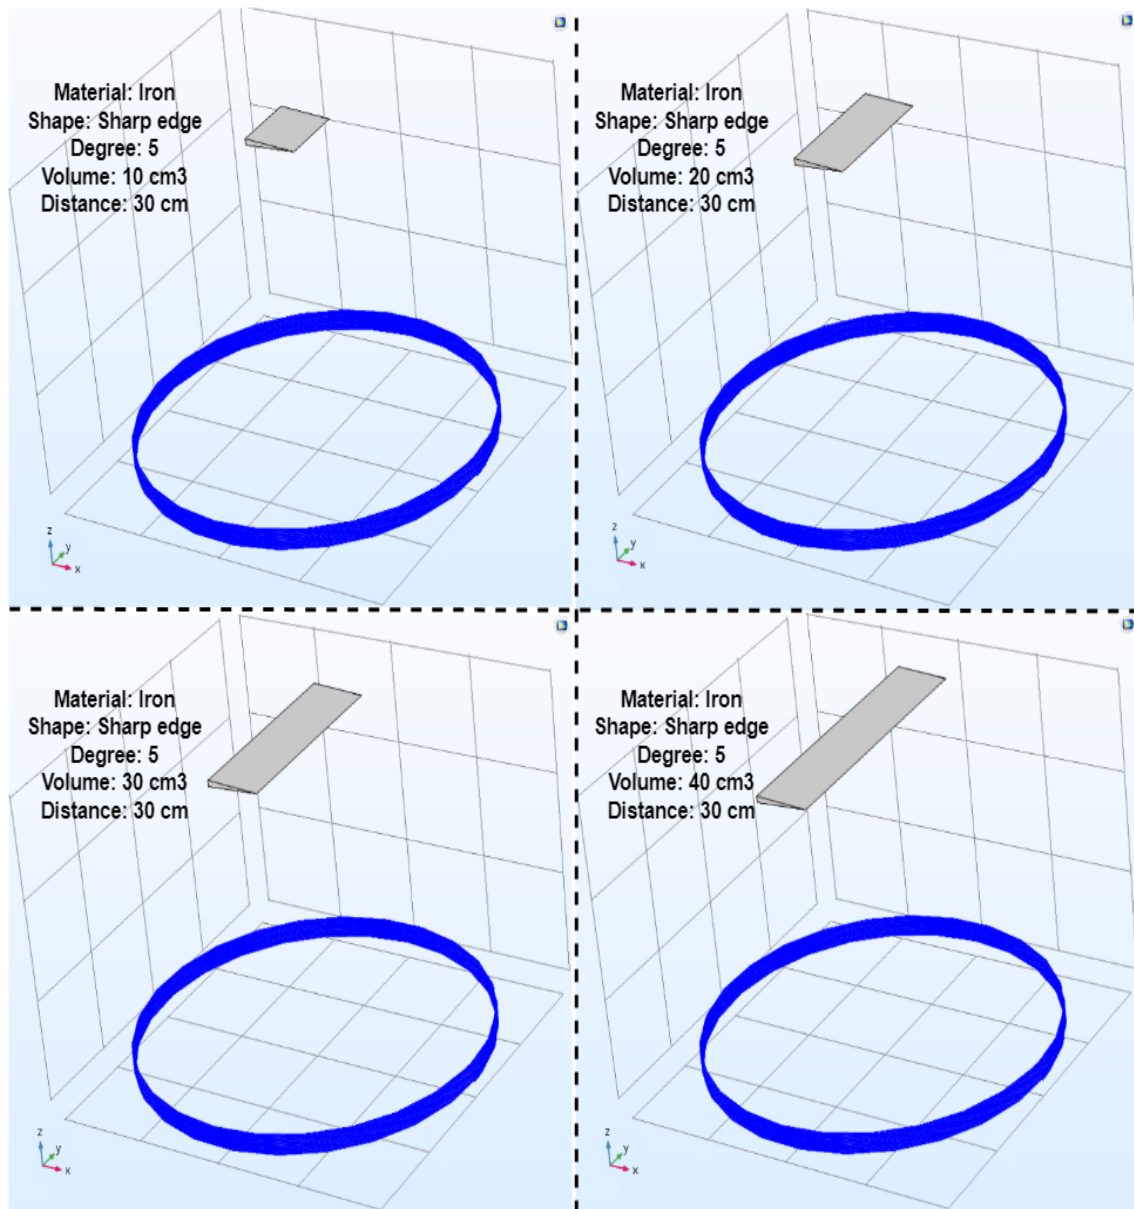 Material: Iron
Shape: Sharp edge
Degree: 5
Volume: 10 cm3
Distance: 30 cm
z
y
x
Material: Iron
Shape: Sharp edge
Degree: 5
Volume: 20 cm3
Distance: 30 cm
z
y
x
Material: Iron
Shape: Sharp edge
Degree: 5
Volume: 30 cm3
Distance: 30 cm
z
y
x
Material: Iron
Shape: Sharp edge
Degree: 5
Volume: 40 cm3
Distance: 30 cm
z
y
x